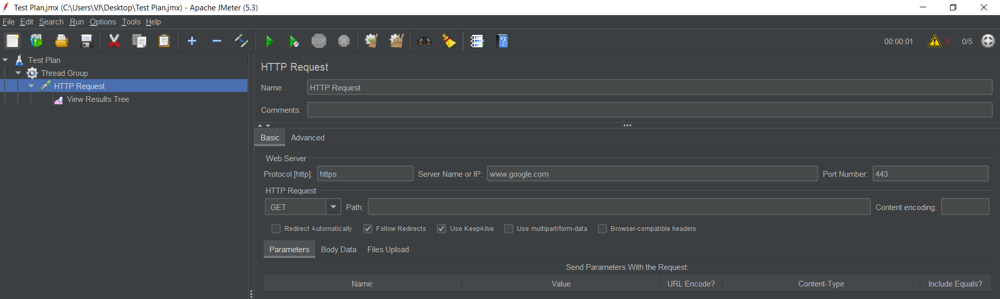 Test Plan.jmx (C:\Users\VJ\Desktop\Test Plan.jmx) - Apache JMeter (5.3)
File Edit Search Run Options Tools Help
STOP
00:00:01 3 0/5
Test Plan
Thread Group
HTTP Request
View Results Tree
HTTP Request
Name: HTTP Request
Comments:
Basic Advanced
Web Server
Protocol [http]: https Server Name or IP: www.google.com Port Number: 443
HTTP Request
GET Path: Content encoding:
Redirect Automatically Follow Redirects Use KeepAlive Use multipart/form-data Browser-compatible headers
Parameters Body Data Files Upload
Send Parameters With the Request:
Name: Value URL Encode? Content-Type Include Equals?